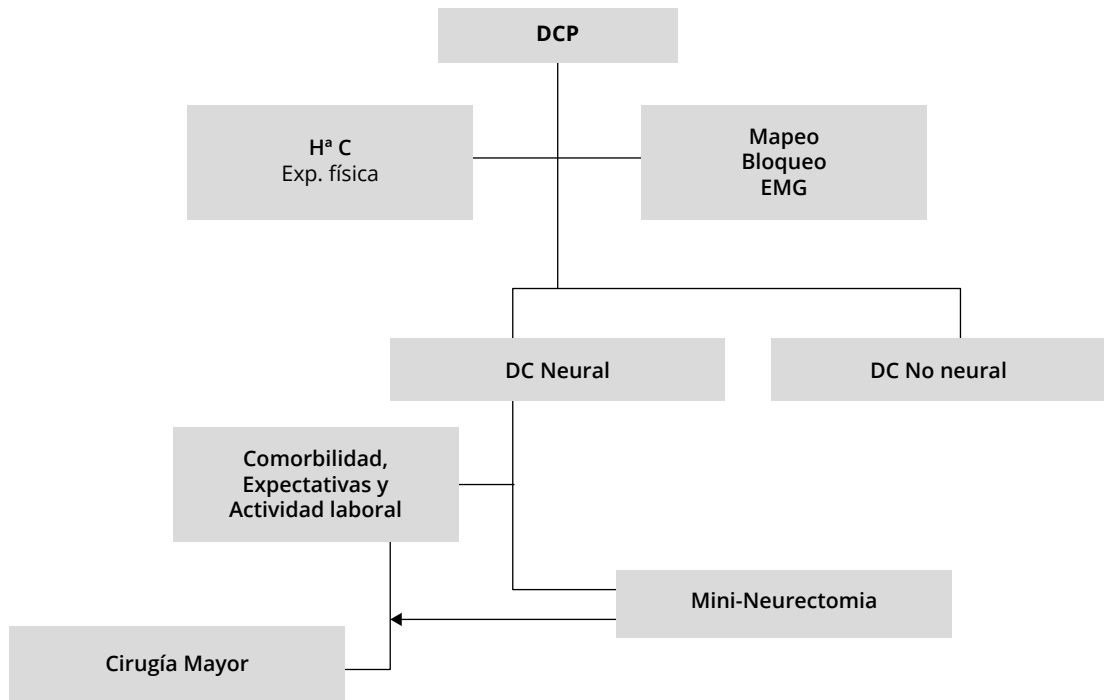 DCP
Hª C
Exp. física
Mapeo
Bloqueo
EMG
DC Neural
DC No neural
Comorbilidad,
Expectativas y
Actividad laboral
Mini-Neurectomia
Cirugía Mayor